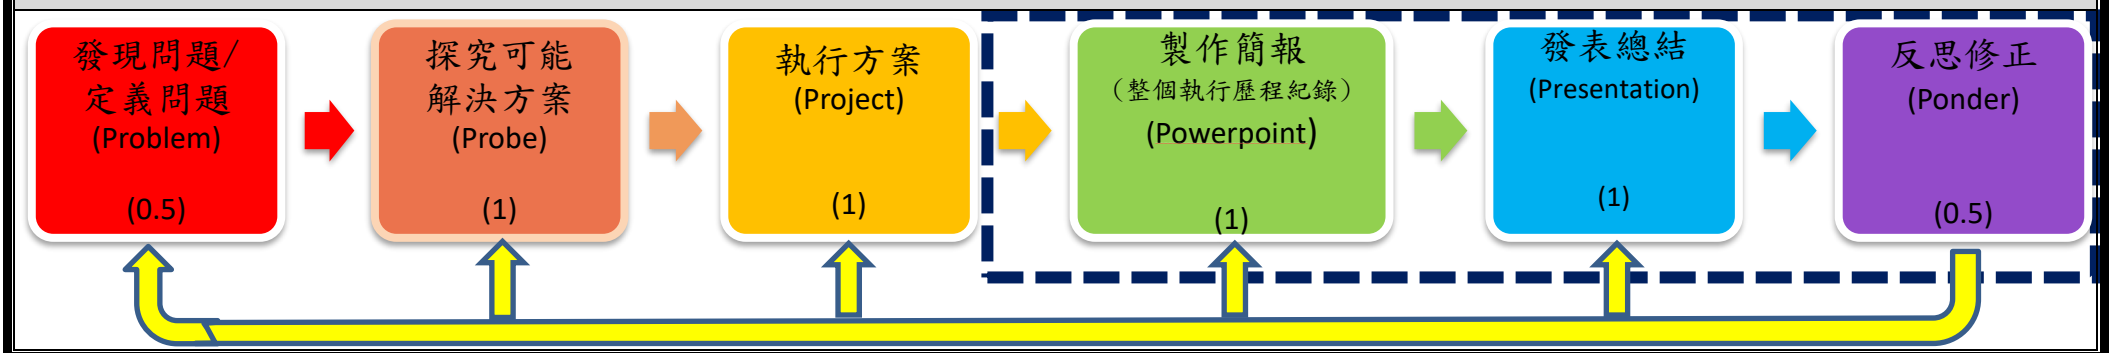 發現問題/
定義問題
(Problem)
(0.5)
探究可能
解決方案
(Probe)
(1)
執行方案
(Project)
(1)
製作簡報
（整個執行歷程紀錄）
(Powerpoint)
(1)
發表總結
(Presentation)
(1)
反思修正
(Ponder)
(0.5)